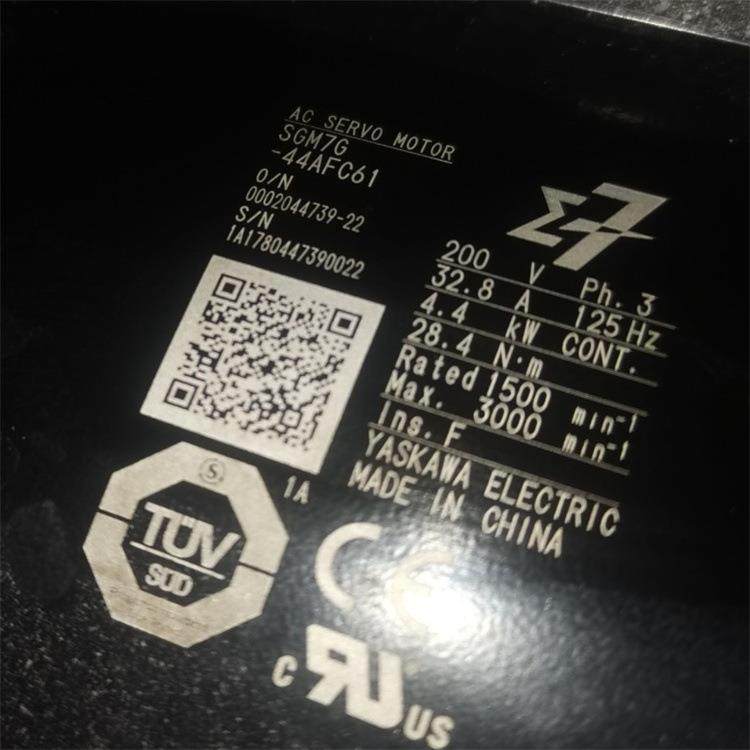 AC SERVO MOTOR
SGM7G
-44AFC61
O/N
0002044739-22
S/N
1A1780447390022
Σ7
200 V Ph. 3
32.8 A 125 Hz
4.4 kW CONT.
28.4 N·m
Rated 1500 min-1
Max. 3000 min-1
Ins. F
YASKAWA ELECTRIC
MADE IN CHINA
1A
S
TÜV
SÜD
CE
c RU US